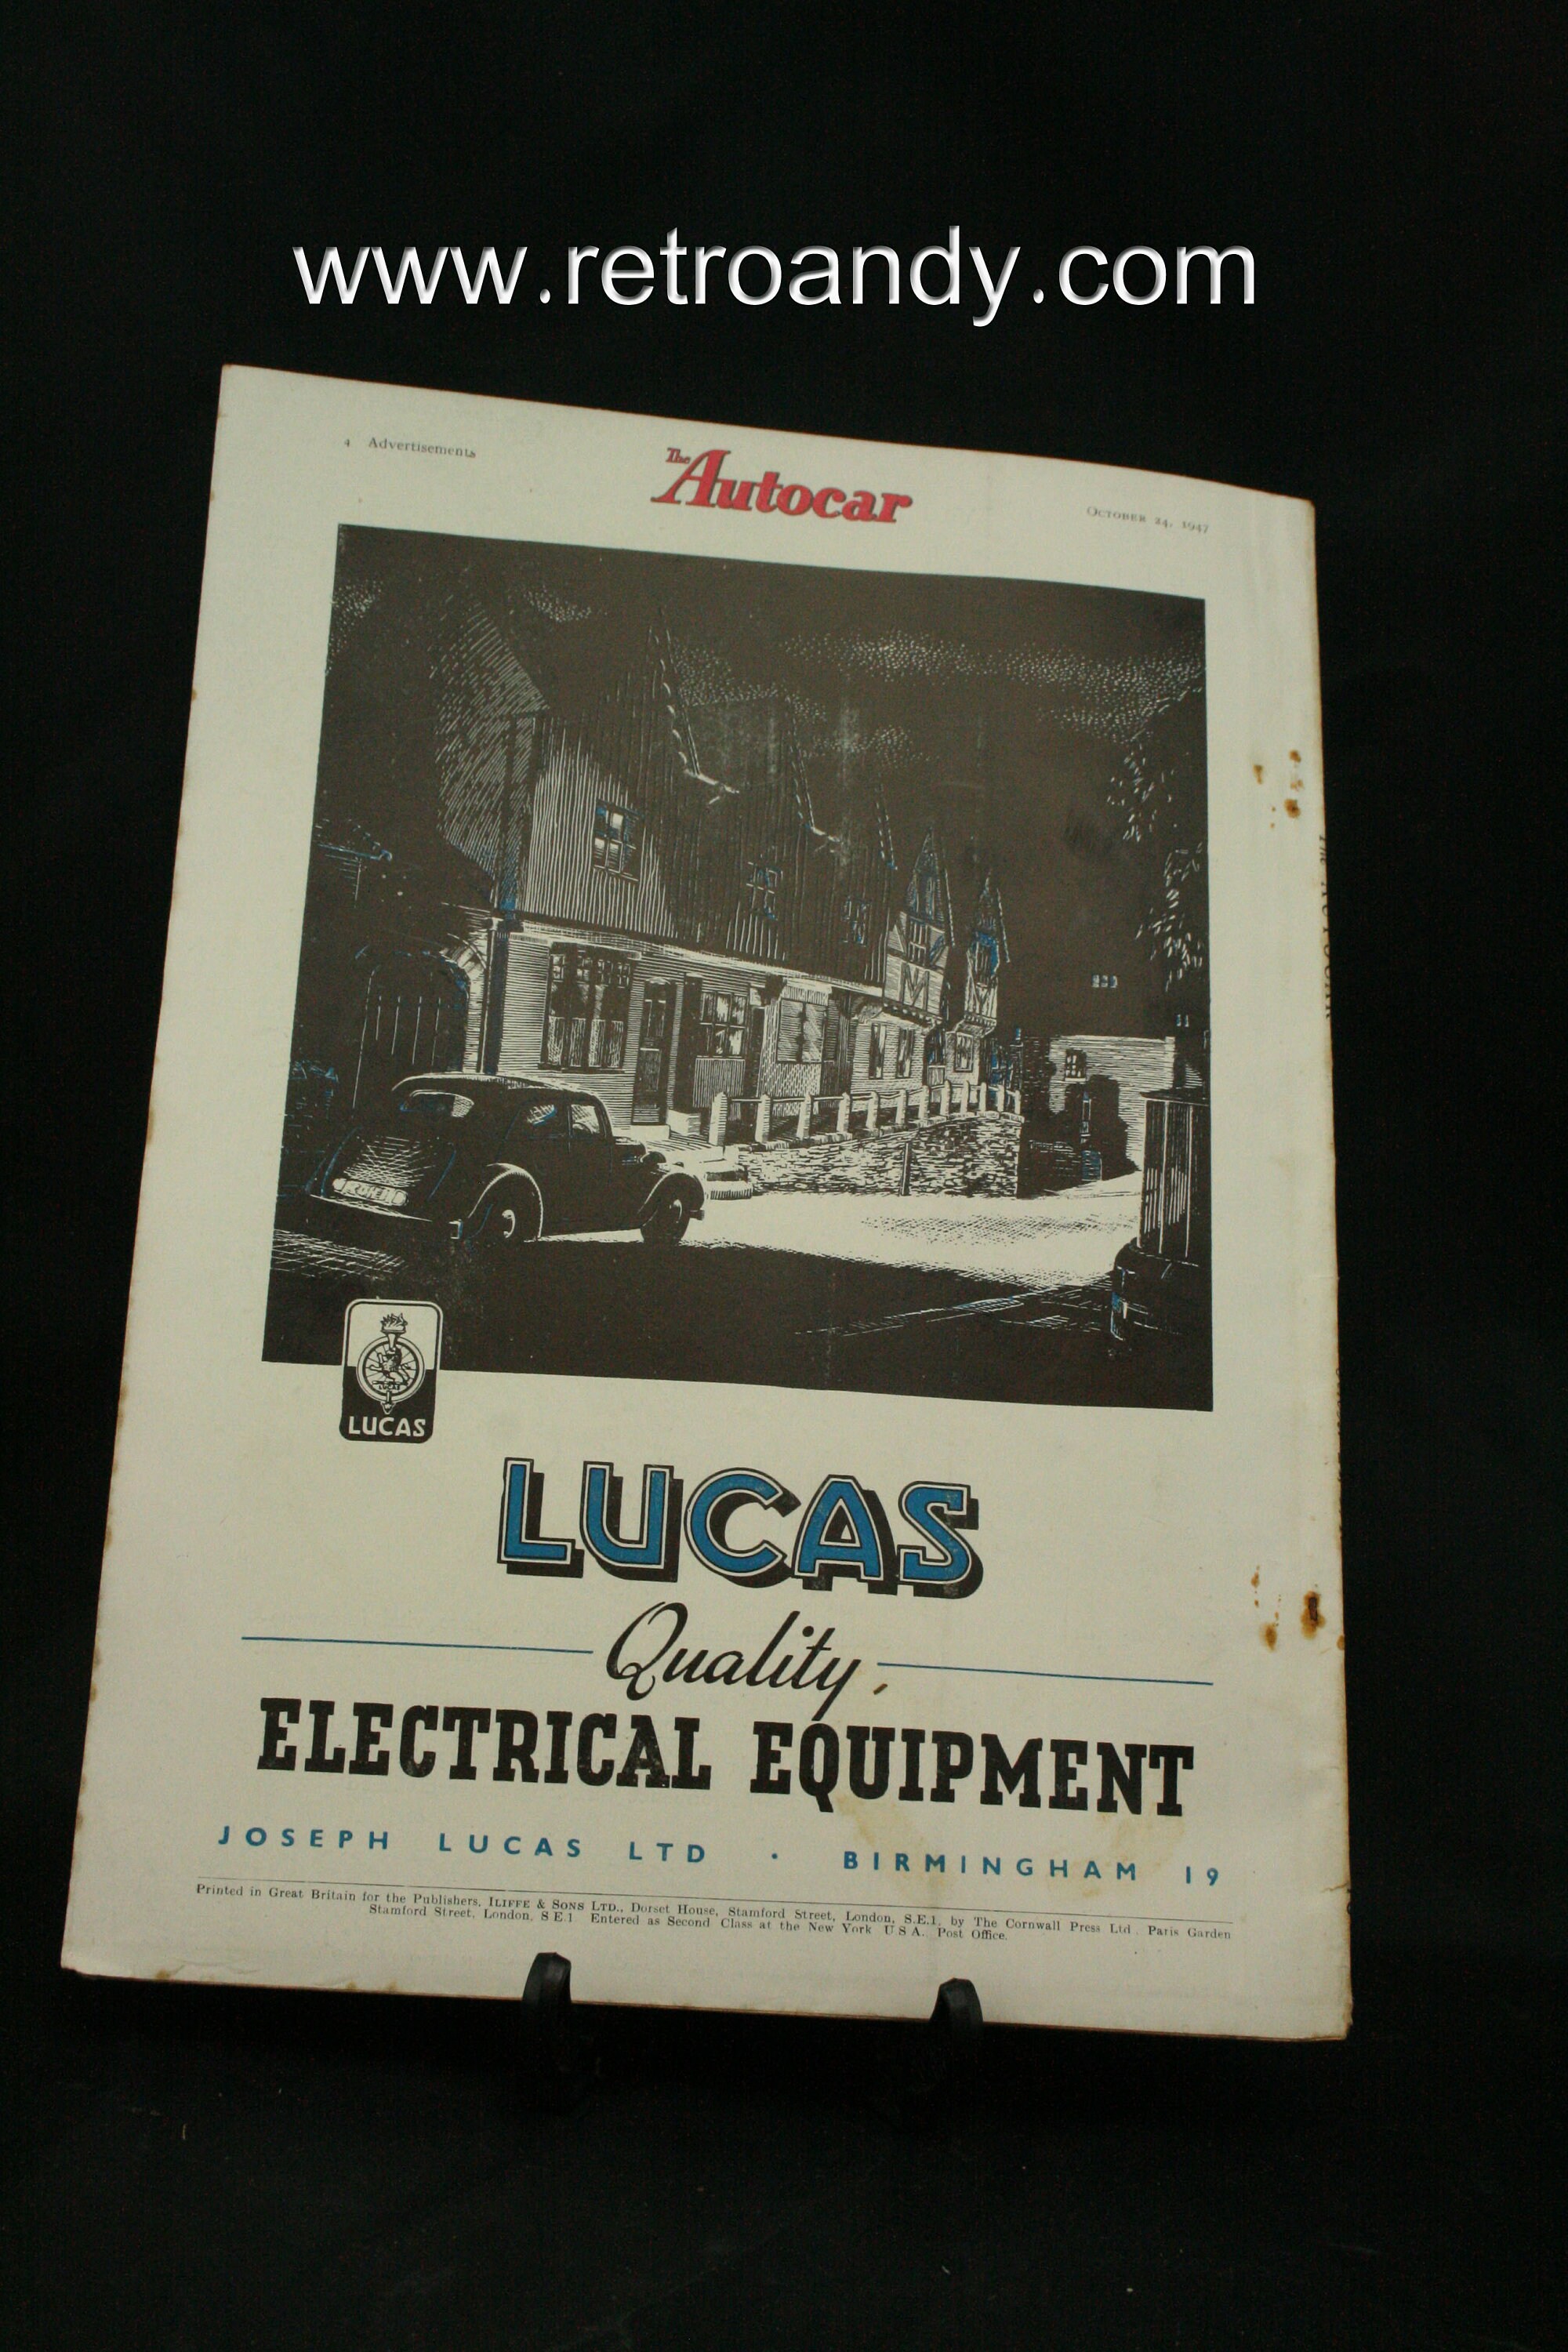 www.retroandy.com
4 Advertisements
The Autocar
OCTOBER 24, 1947
LUCAS
LUCAS
Quality
ELECTRICAL EQUIPMENT
JOSEPH LUCAS LTD · BIRMINGHAM 19
Printed in Great Britain for the Publishers, ILIFFE & SONS LTD., Dorset House, Stamford Street, London, S.E.1, by The Cornwall Press Ltd. Paris Garden
Stamford Street, London, S E 1 Entered as Second Class at the New York U S A. Post Office.